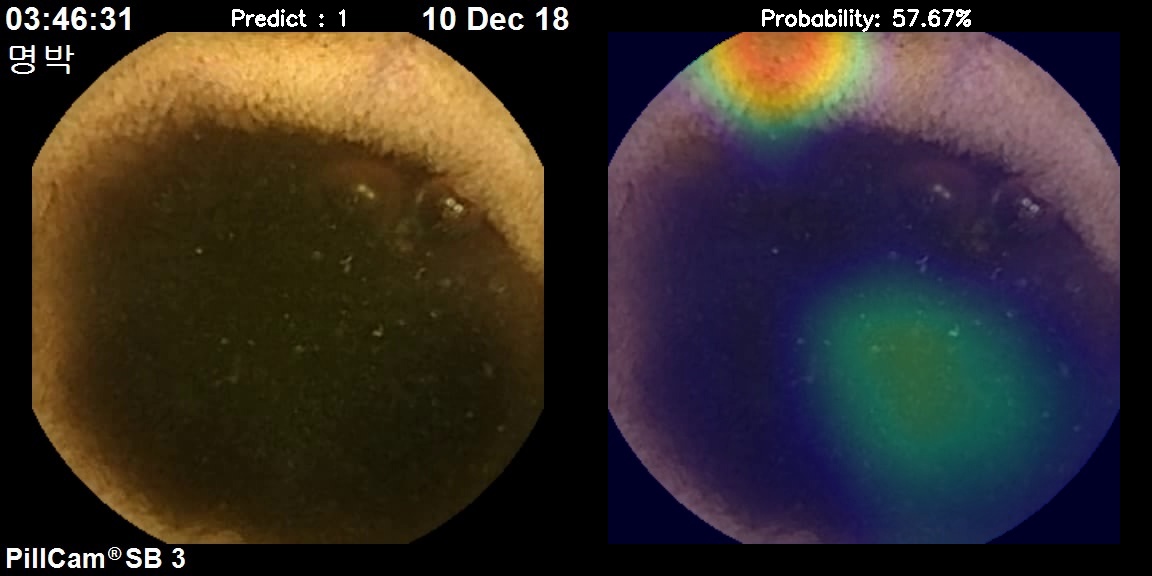 03:46:31
Predict : 1
10 Dec 18
Probability: 57.67%
명박
PillCam® SB 3